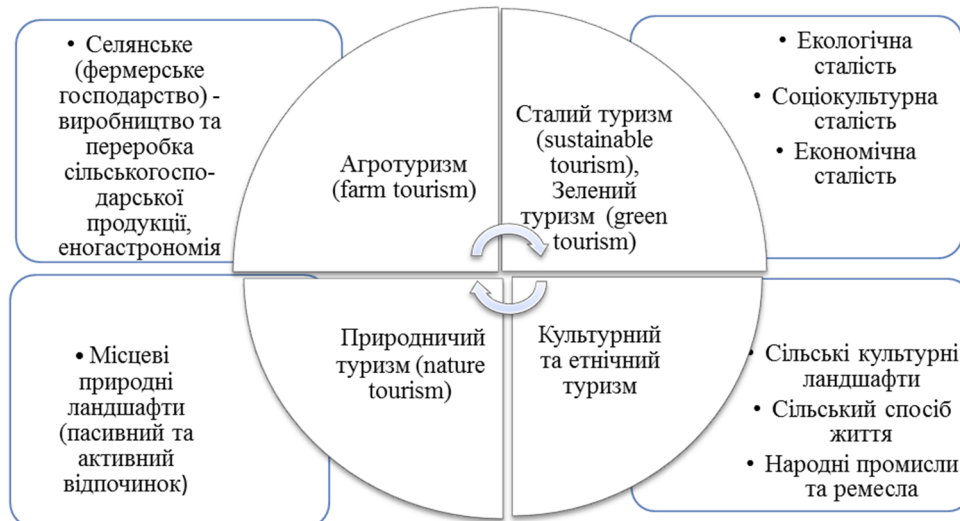 • Селянське
(фермерське
господарство) -
виробництво та
переробка
сільськогоспо-
дарської
продукції,
еногастрономія
Агротуризм
(farm tourism)
Сталий туризм
(sustainable
tourism),
Зелений
туризм (green
tourism)
• Екологічна
сталість
• Соціокультурна
сталість
• Економічна
сталість
• Місцеві
природні
ландшафти
(пасивний та
активний
відпочинок)
Природничий
туризм (nature
tourism)
Культурний
та етнічний
туризм
• Сільські культурні
ландшафти
• Сільський спосіб
життя
• Народні промисли
та ремесла